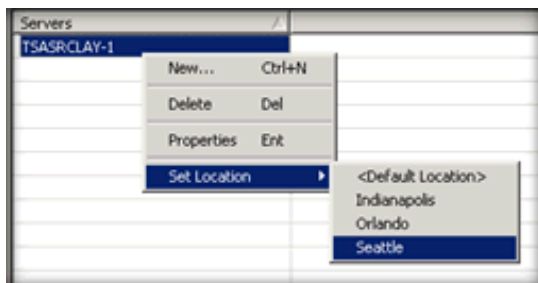 Servers
TSASRCLAY-1
New... Ctrl+N
Delete Del
Properties Ent
Set Location
<Default Location>
Indianapolis
Orlando
Seattle